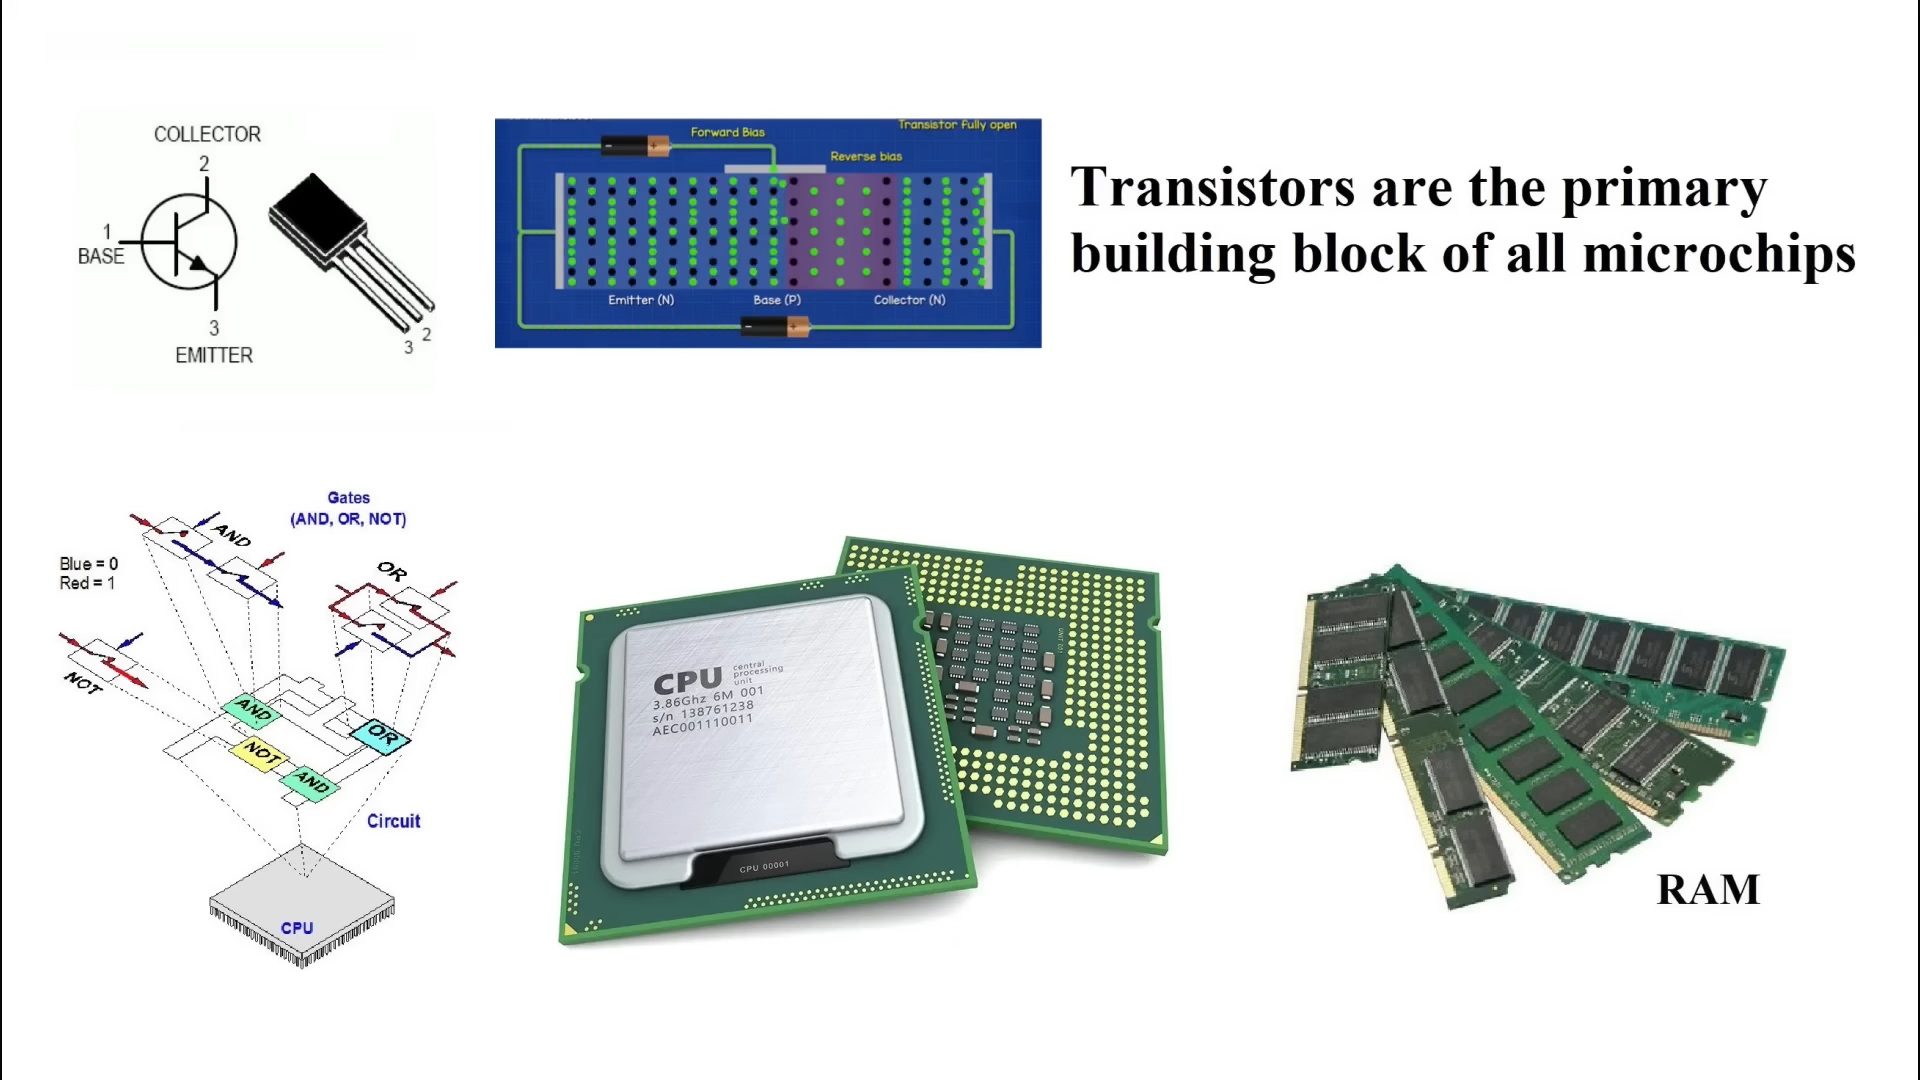 COLLECTOR
2
1
BASE
3
EMITTER
2
3
Forward Bias
Transistor fully open
Reverse bias
Emitter (N)
Base (P)
Collector (N)
Transistors are the primary
building block of all microchips
Gates
(AND, OR, NOT)
Blue = 0
Red = 1
AND
OR
NOT
AND
OR
NOT
AND
Circuit
CPU
CPU central
processing
unit
3.86Ghz 6M 001
s/n 138761238
AEC001110011
CPU 00001
RAM